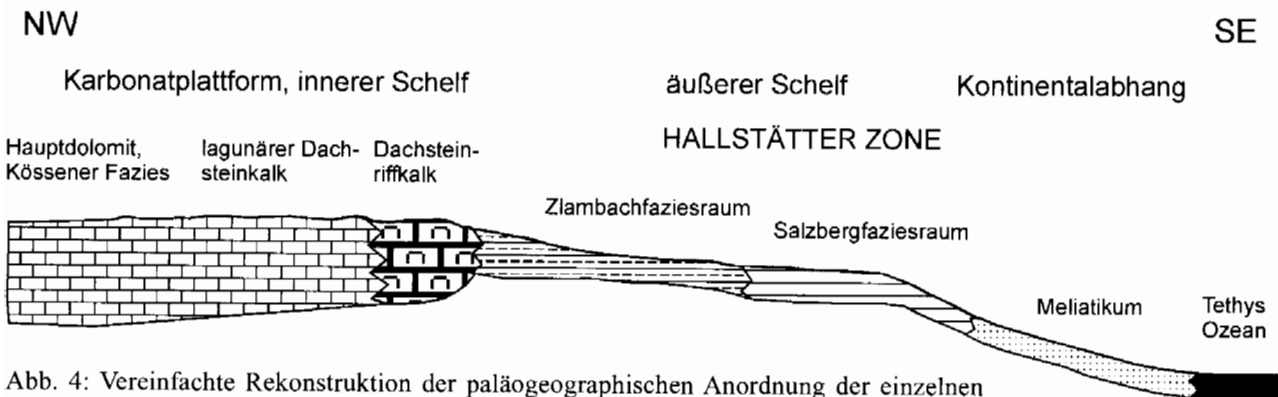 NW
SE
Karbonatplattform, innerer Schelf
äußerer Schelf
Kontinentalabhang
HALLSTÄTTER ZONE
Hauptdolomit,
Kössener Fazies
lagunärer Dach-
steinkalk
Dachstein-
riffkalk
Zlambachfaziesraum
Salzbergfaziesraum
Meliatikum
Tethys
Ozean
Abb. 4: Vereinfachte Rekonstruktion der paläogeographischen Anordnung der einzelnen